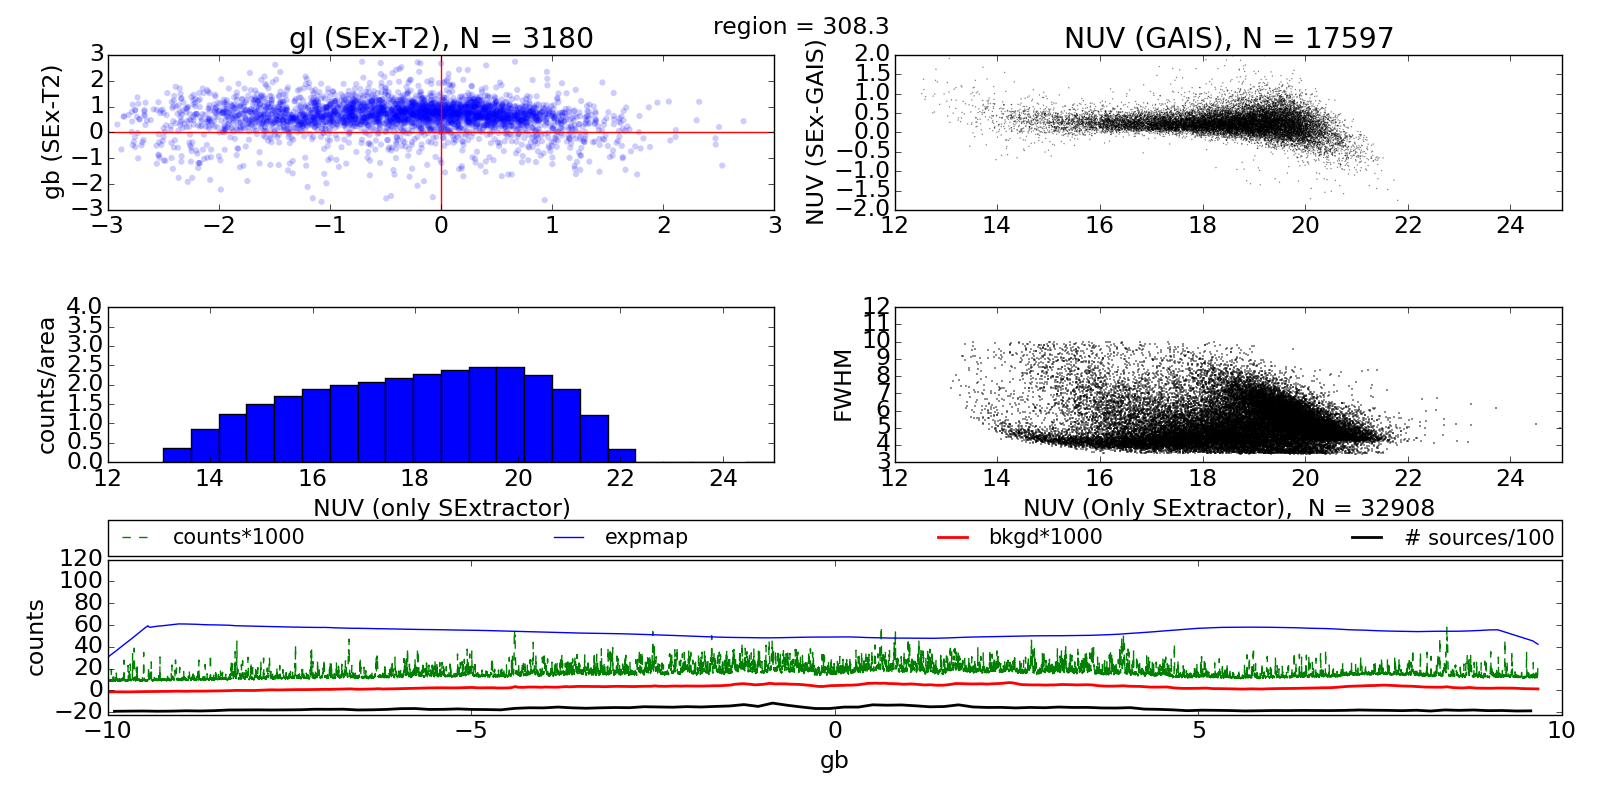 region = 308.3
gl (SEx-T2), N = 3180
gb (SEx-T2)
3
2
1
0
−1
−2
−3
−3 −2 −1 0 1 2 3
NUV (GAIS), N = 17597
NUV (SEx-GAIS)
2.0
1.5
1.0
0.5
0.0
−0.5
−1.0
−1.5
−2.0
12 14 16 18 20 22 24
counts/area
4.0
3.5
3.0
2.5
2.0
1.5
1.0
0.5
0.0
12 14 16 18 20 22 24
NUV (only SExtractor)
FWHM
12
11
10
9
8
7
6
5
4
3
12 14 16 18 20 22 24
NUV (Only SExtractor), N = 32908
counts*1000 expmap bkgd*1000 # sources/100
counts
120
100
80
60
40
20
0
−20
−10 −5 0 5 10
gb